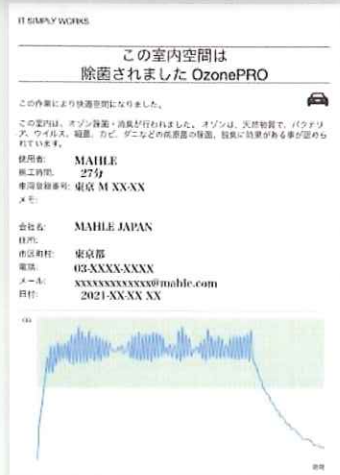 IT SIMPLY WORKS
この室内空間は
除菌されました OzonePRO
この作業により快適空間になりました。
この室内は、オゾン除菌・消臭が行われました。オゾンは、天然物質で、バクテリ
ア、ウイルス、細菌、カビ、ダニなどの病原菌の除菌、脱臭に効果がある事が認めら
れています。
使用者: MAHLE
施工時間: 27分
車両登録番号: 東京 M XX-XX
メモ:
会社名: MAHLE JAPAN
住所:
市区町村: 東京都
電話: 03-XXXX-XXXX
メール: xxxxxxxxxxxxx@mahle.com
日付: 2021-XX-XX XX
時間